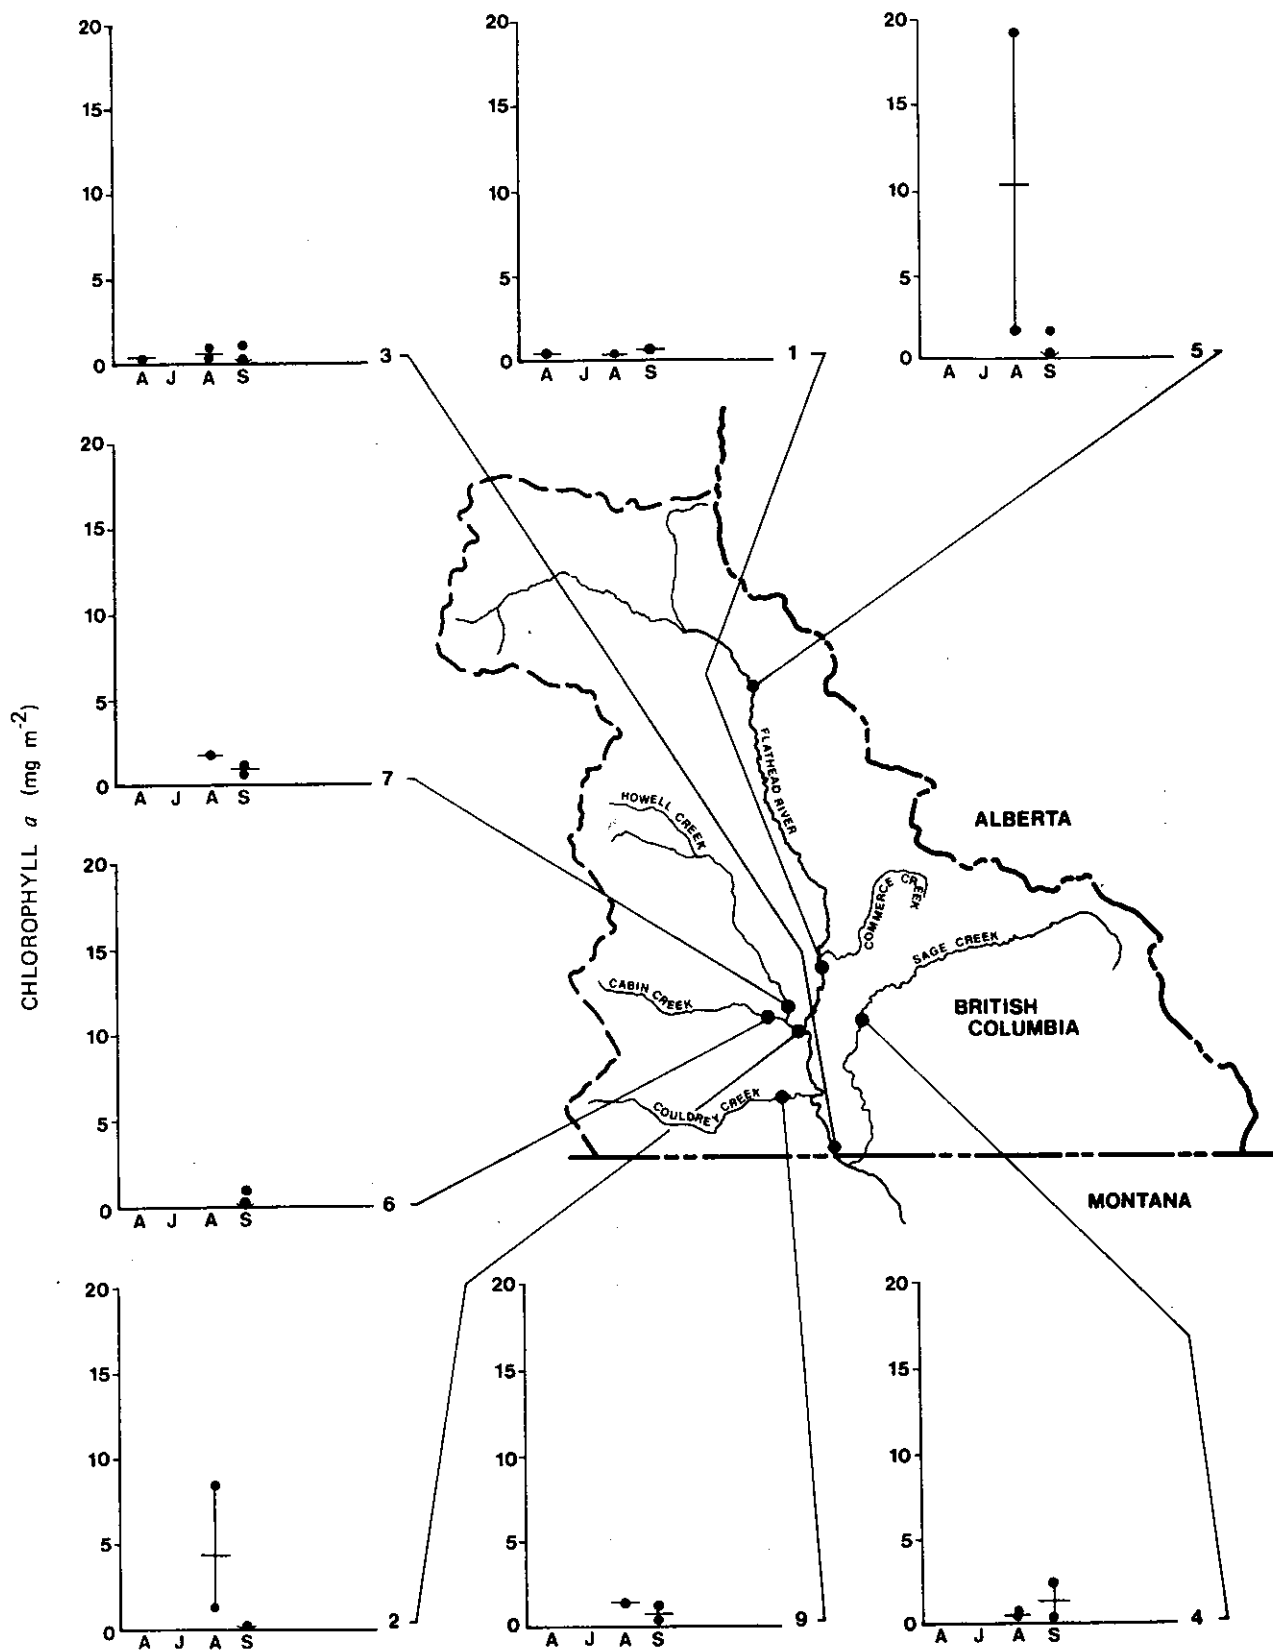 20
15
10
5
0
A J A S
3
20
15
10
5
0
A J A S
1
20
15
10
5
0
A J A S
5
20
15
10
5
0
A J A S
7
CHLOROPHYLL a (mg m⁻²)
20
15
10
5
0
A J A S
6
FLATHEAD RIVER
HOWELL CREEK
ALBERTA
COMMERCE CREEK
SAGE CREEK
CABIN CREEK
BRITISH
COLUMBIA
COULDREY CREEK
MONTANA
20
15
10
5
0
A J A S
2
20
15
10
5
0
A J A S
9
20
15
10
5
0
A J A S
4